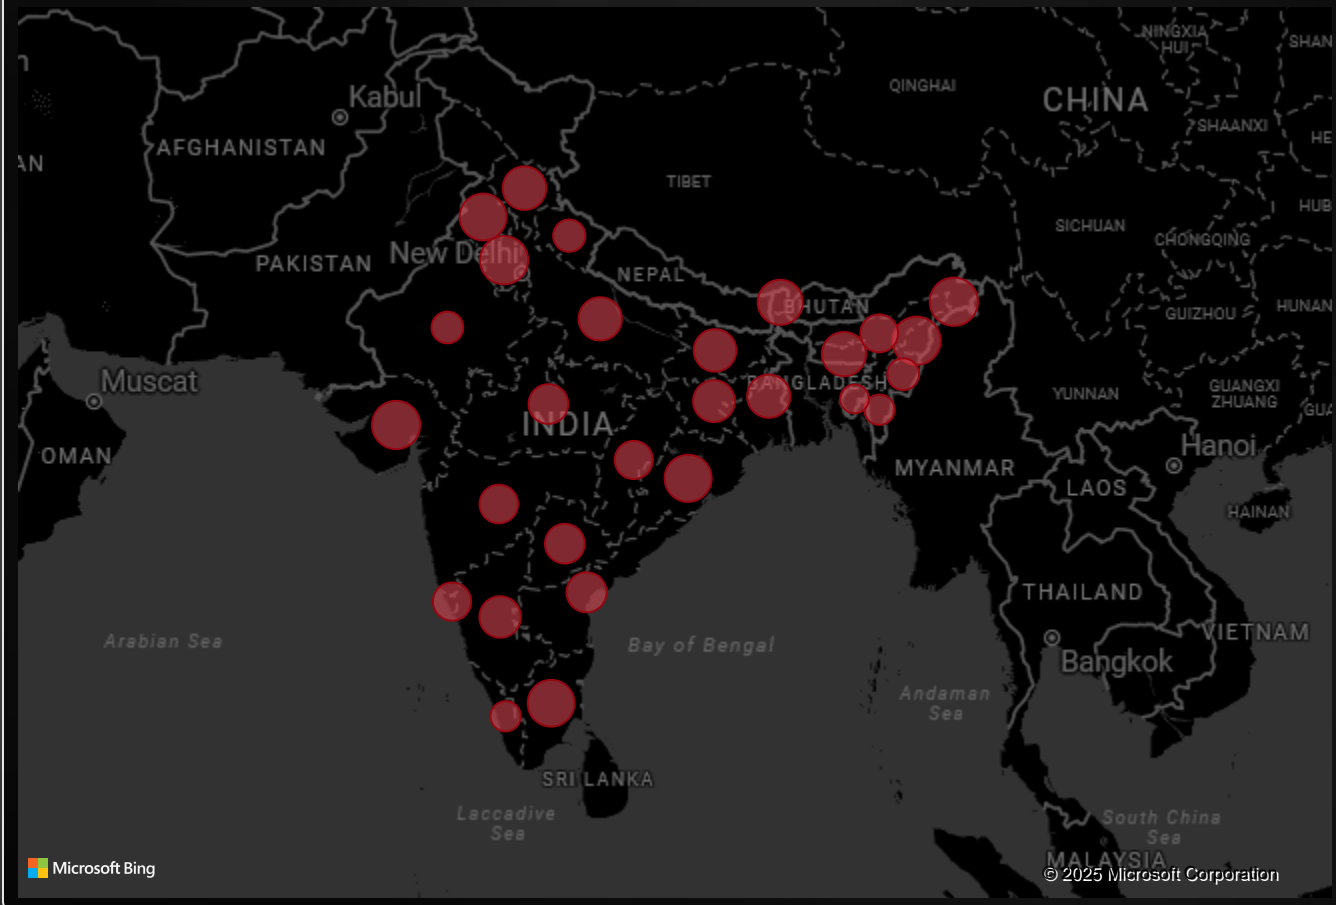 NINGXIA
HUI
SHAN
QINGHAI
Kabul
CHINA
SHAANXI
HE
AFGHANISTAN
AN
TIBET
HUB
SICHUAN
CHONGQING
New Delhi
PAKISTAN
NEPAL
BHUTAN
HUNAN
GUIZHOU
Muscat
BANGLADESH
YUNNAN
GUANGXI
ZHUANG
GUA
INDIA
Hanoi
OMAN
MYANMAR
LAOS
HAINAN
THAILAND
VIETNAM
Arabian Sea
Bay of Bengal
Bangkok
Andaman
Sea
SRI LANKA
Laccadive
Sea
South China
Sea
MALAYSIA
Microsoft Bing
© 2025 Microsoft Corporation